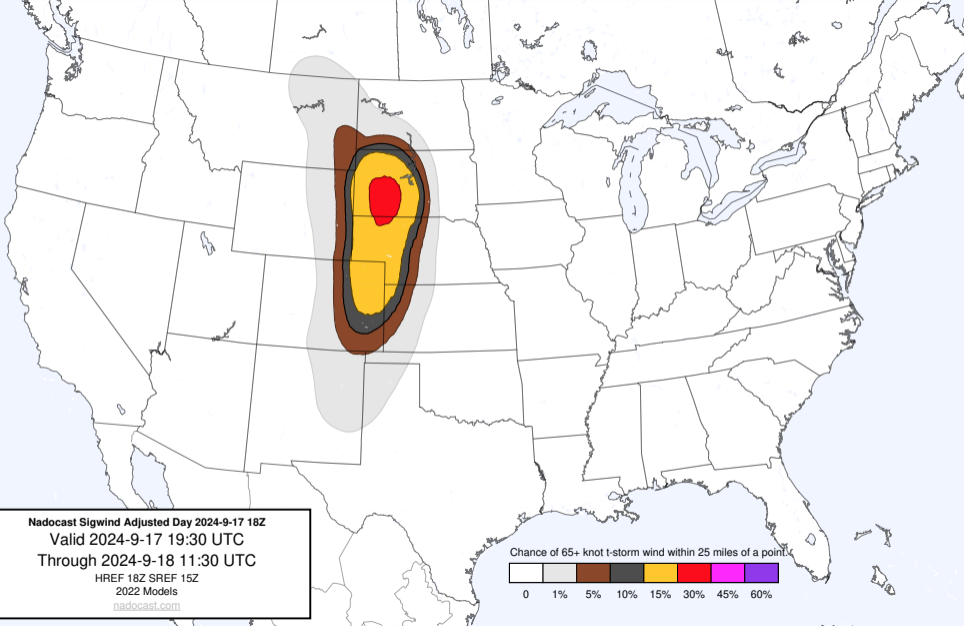 Nadocast Sigwind Adjusted Day 2024-9-17 18Z
Valid 2024-9-17 19:30 UTC
Through 2024-9-18 11:30 UTC
HREF 18Z SREF 15Z
2022 Models
nadocast.com
Chance of 65+ knot t-storm wind within 25 miles of a point.
0 1% 5% 10% 15% 30% 45% 60%